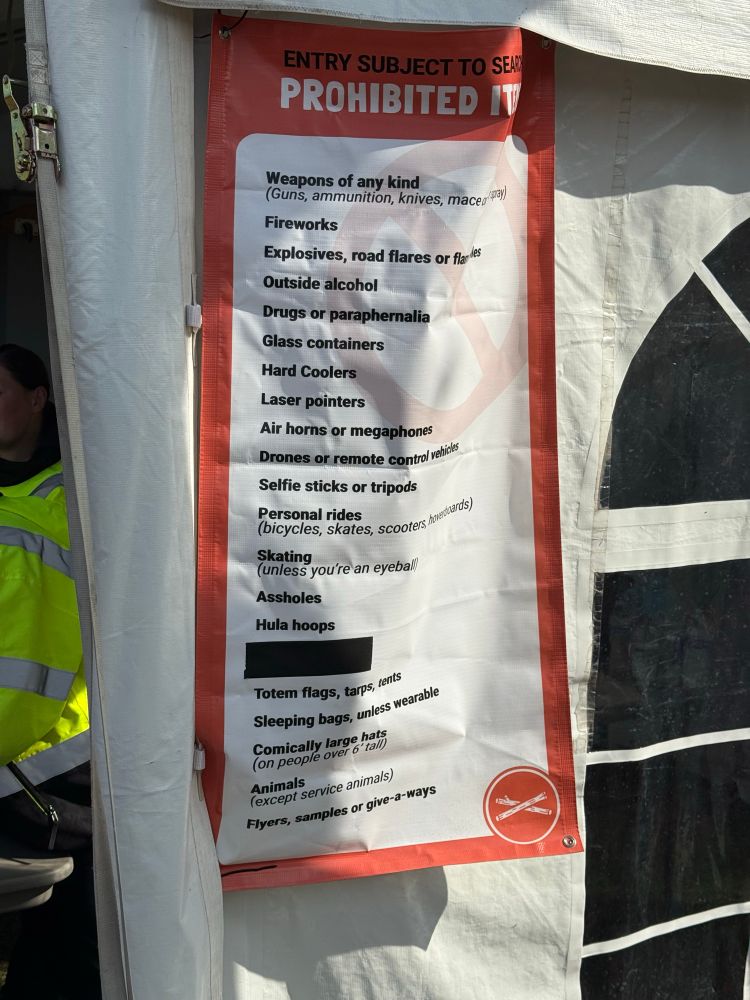 ENTRY SUBJECT TO SEAR
PROHIBITED IT
Weapons of any kind
(Guns, ammunition, knives, mace or spray)
Fireworks
Explosives, road flares or
Outside alcohol
Drugs or paraphernalia
Glass containers
Hard Coolers
Laser pointers
Air horns or megaphones
Drones or remote control vehicles
Selfie sticks or tripods
Personal rides
(bicycles, skates, scooters, hoverboards)
Skating
(unless you're an eyeball)
Assholes
Hula hoops
Totem flags, tarps, tents
Sleeping bags, unless wearable
Comically large hats
(on people over 6' tall)
Animals
(except service animals)
Flyers, samples or give-a-ways